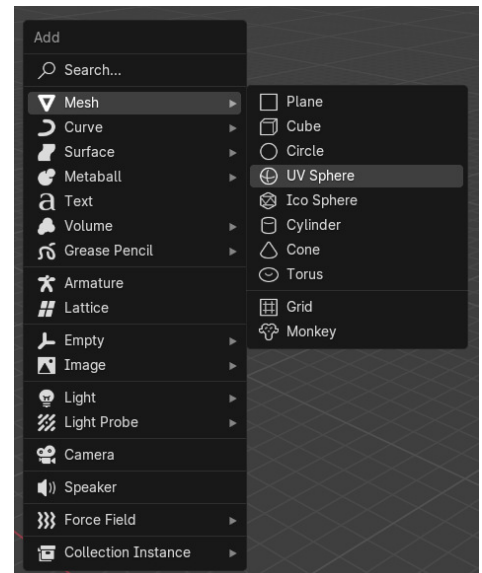 Add
Search...
Mesh
Curve
Surface
Metaball
Text
Volume
Grease Pencil
Armature
Lattice
Empty
Image
Light
Light Probe
Camera
Speaker
Force Field
Collection Instance
Plane
Cube
Circle
UV Sphere
Ico Sphere
Cylinder
Cone
Torus
Grid
Monkey